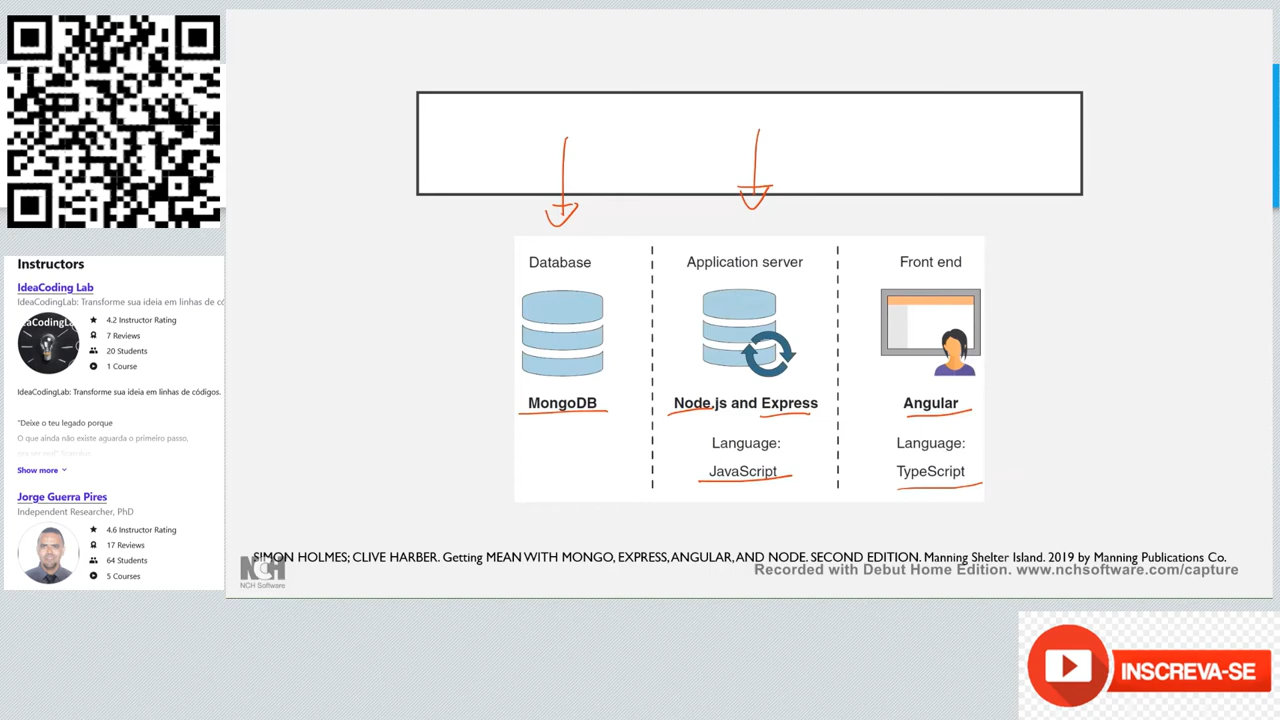 Instructors
IdeaCoding Lab
IdeaCodingLab: Transforme sua ideia em linhas de có
4.2 Instructor Rating
7 Reviews
20 Students
1 Course
IdeaCodingLab: Transforme sua ideia em linhas de códigos.
"Deixe o teu legado porque
O que ainda não existe aguarda o primeiro passo,
Show more
Jorge Guerra Pires
Independent Researcher, PhD
4.6 Instructor Rating
17 Reviews
64 Students
5 Courses
Database
Application server
Front end
MongoDB
Node.js and Express
Angular
Language:
Language:
JavaScript
TypeScript
SIMON HOLMES; CLIVE HARBER. Getting MEAN WITH MONGO, EXPRESS, ANGULAR, AND NODE. SECOND EDITION. Manning Shelter Island. 2019 by Manning Publications Co.
NCH
NCH Software
Recorded with Debut Home Edition. www.nchsoftware.com/capture
INSCREVA-SE